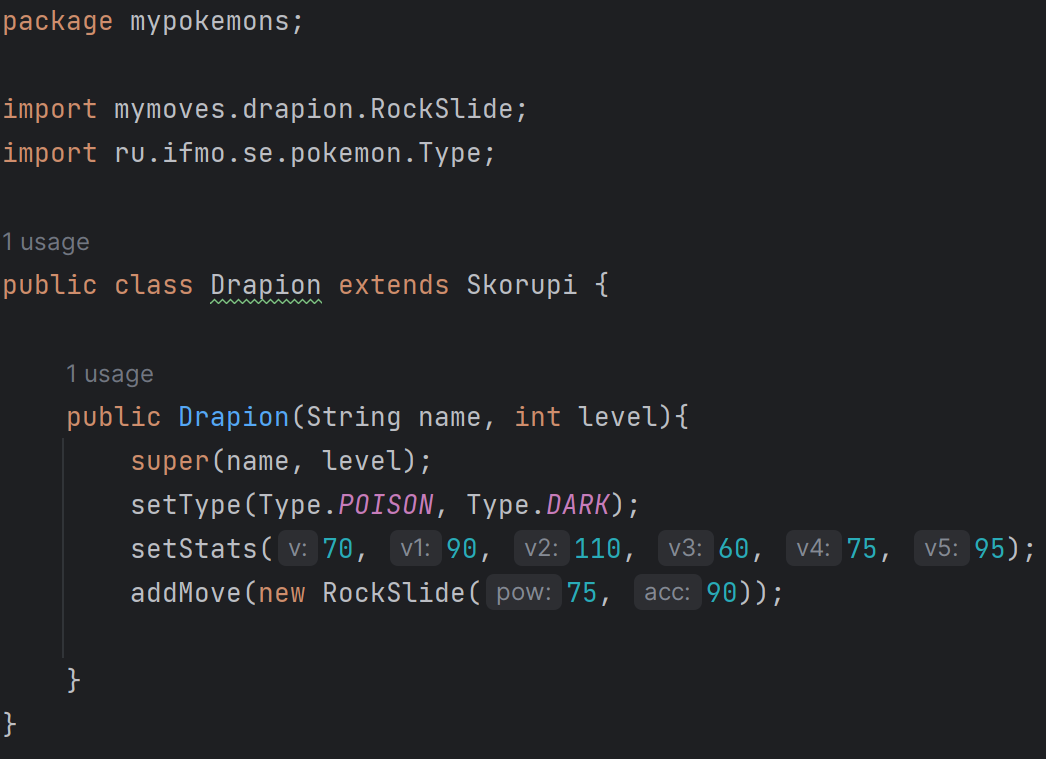 package mypokemons;
import mymoves.drapion.RockSlide;
import ru.ifmo.se.pokemon.Type;
1 usage
public class Drapion extends Skorupi {
1 usage
public Drapion(String name, int level){
super(name, level);
setType(Type.POISON, Type.DARK);
setStats( v: 70, v1: 90, v2: 110, v3: 60, v4: 75, v5: 95);
addMove(new RockSlide( pow: 75, acc: 90));
}
}